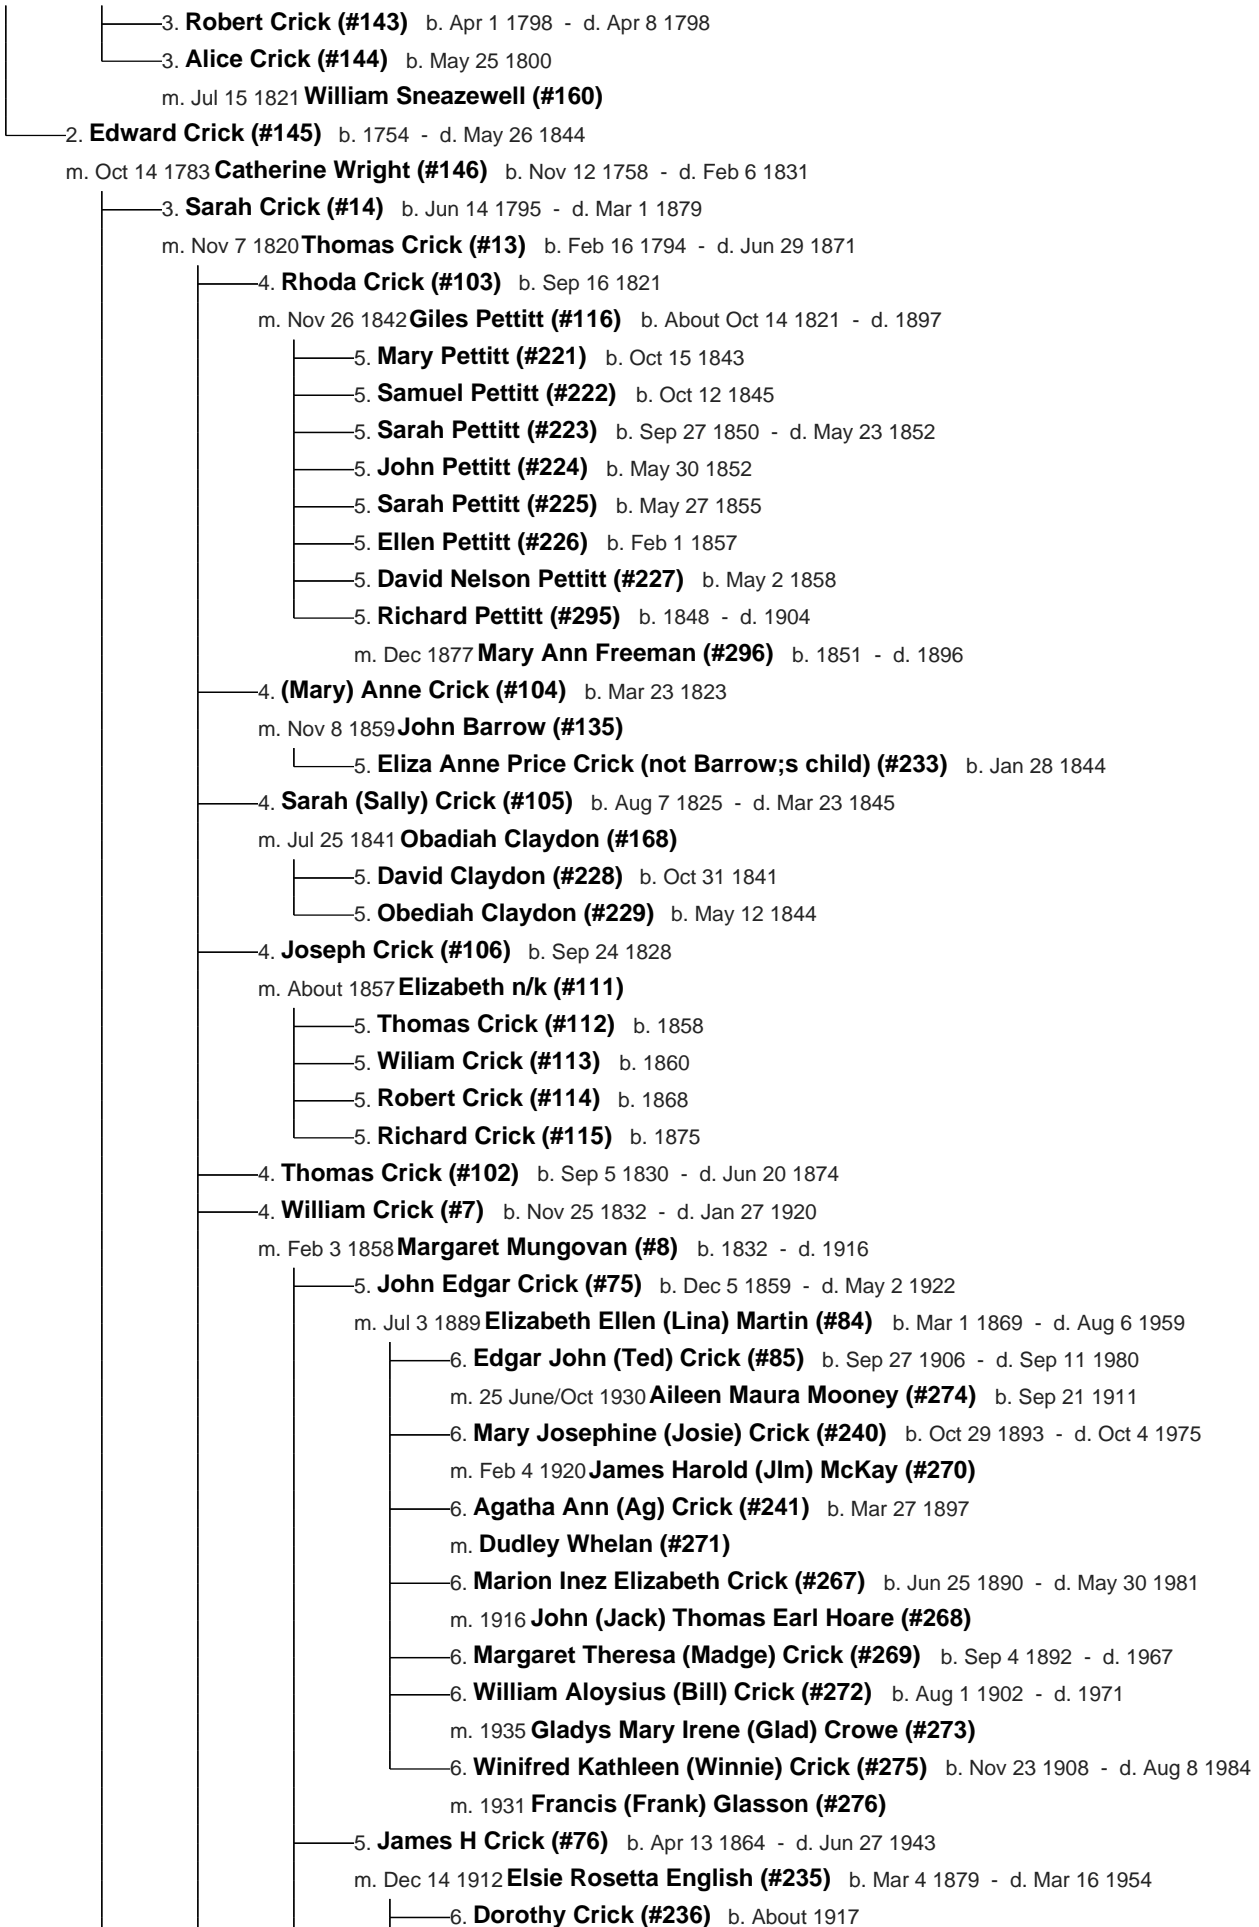 3. Robert Crick (#143) b. Apr 1 1798 - d. Apr 8 1798
3. Alice Crick (#144) b. May 25 1800
m. Jul 15 1821 William Sneazewell (#160)
2. Edward Crick (#145) b. 1754 - d. May 26 1844
m. Oct 14 1783 Catherine Wright (#146) b. Nov 12 1758 - d. Feb 6 1831
3. Sarah Crick (#14) b. Jun 14 1795 - d. Mar 1 1879
m. Nov 7 1820 Thomas Crick (#13) b. Feb 16 1794 - d. Jun 29 1871
4. Rhoda Crick (#103) b. Sep 16 1821
m. Nov 26 1842 Giles Pettitt (#116) b. About Oct 14 1821 - d. 1897
5. Mary Pettitt (#221) b. Oct 15 1843
5. Samuel Pettitt (#222) b. Oct 12 1845
5. Sarah Pettitt (#223) b. Sep 27 1850 - d. May 23 1852
5. John Pettitt (#224) b. May 30 1852
5. Sarah Pettitt (#225) b. May 27 1855
5. Ellen Pettitt (#226) b. Feb 1 1857
5. David Nelson Pettitt (#227) b. May 2 1858
5. Richard Pettitt (#295) b. 1848 - d. 1904
m. Dec 1877 Mary Ann Freeman (#296) b. 1851 - d. 1896
4. (Mary) Anne Crick (#104) b. Mar 23 1823
m. Nov 8 1859 John Barrow (#135)
5. Eliza Anne Price Crick (not Barrow;s child) (#233) b. Jan 28 1844
4. Sarah (Sally) Crick (#105) b. Aug 7 1825 - d. Mar 23 1845
m. Jul 25 1841 Obadiah Claydon (#168)
5. David Claydon (#228) b. Oct 31 1841
5. Obediah Claydon (#229) b. May 12 1844
4. Joseph Crick (#106) b. Sep 24 1828
m. About 1857 Elizabeth n/k (#111)
5. Thomas Crick (#112) b. 1858
5. Wiliam Crick (#113) b. 1860
5. Robert Crick (#114) b. 1868
5. Richard Crick (#115) b. 1875
4. Thomas Crick (#102) b. Sep 5 1830 - d. Jun 20 1874
4. William Crick (#7) b. Nov 25 1832 - d. Jan 27 1920
m. Feb 3 1858 Margaret Mungovan (#8) b. 1832 - d. 1916
5. John Edgar Crick (#75) b. Dec 5 1859 - d. May 2 1922
m. Jul 3 1889 Elizabeth Ellen (Lina) Martin (#84) b. Mar 1 1869 - d. Aug 6 1959
6. Edgar John (Ted) Crick (#85) b. Sep 27 1906 - d. Sep 11 1980
m. 25 June/Oct 1930 Aileen Maura Mooney (#274) b. Sep 21 1911
6. Mary Josephine (Josie) Crick (#240) b. Oct 29 1893 - d. Oct 4 1975
m. Feb 4 1920 James Harold (JIm) McKay (#270)
6. Agatha Ann (Ag) Crick (#241) b. Mar 27 1897
m. Dudley Whelan (#271)
6. Marion Inez Elizabeth Crick (#267) b. Jun 25 1890 - d. May 30 1981
m. 1916 John (Jack) Thomas Earl Hoare (#268)
6. Margaret Theresa (Madge) Crick (#269) b. Sep 4 1892 - d. 1967
6. William Aloysius (Bill) Crick (#272) b. Aug 1 1902 - d. 1971
m. 1935 Gladys Mary Irene (Glad) Crowe (#273)
6. Winifred Kathleen (Winnie) Crick (#275) b. Nov 23 1908 - d. Aug 8 1984
m. 1931 Francis (Frank) Glasson (#276)
5. James H Crick (#76) b. Apr 13 1864 - d. Jun 27 1943
m. Dec 14 1912 Elsie Rosetta English (#235) b. Mar 4 1879 - d. Mar 16 1954
6. Dorothy Crick (#236) b. About 1917